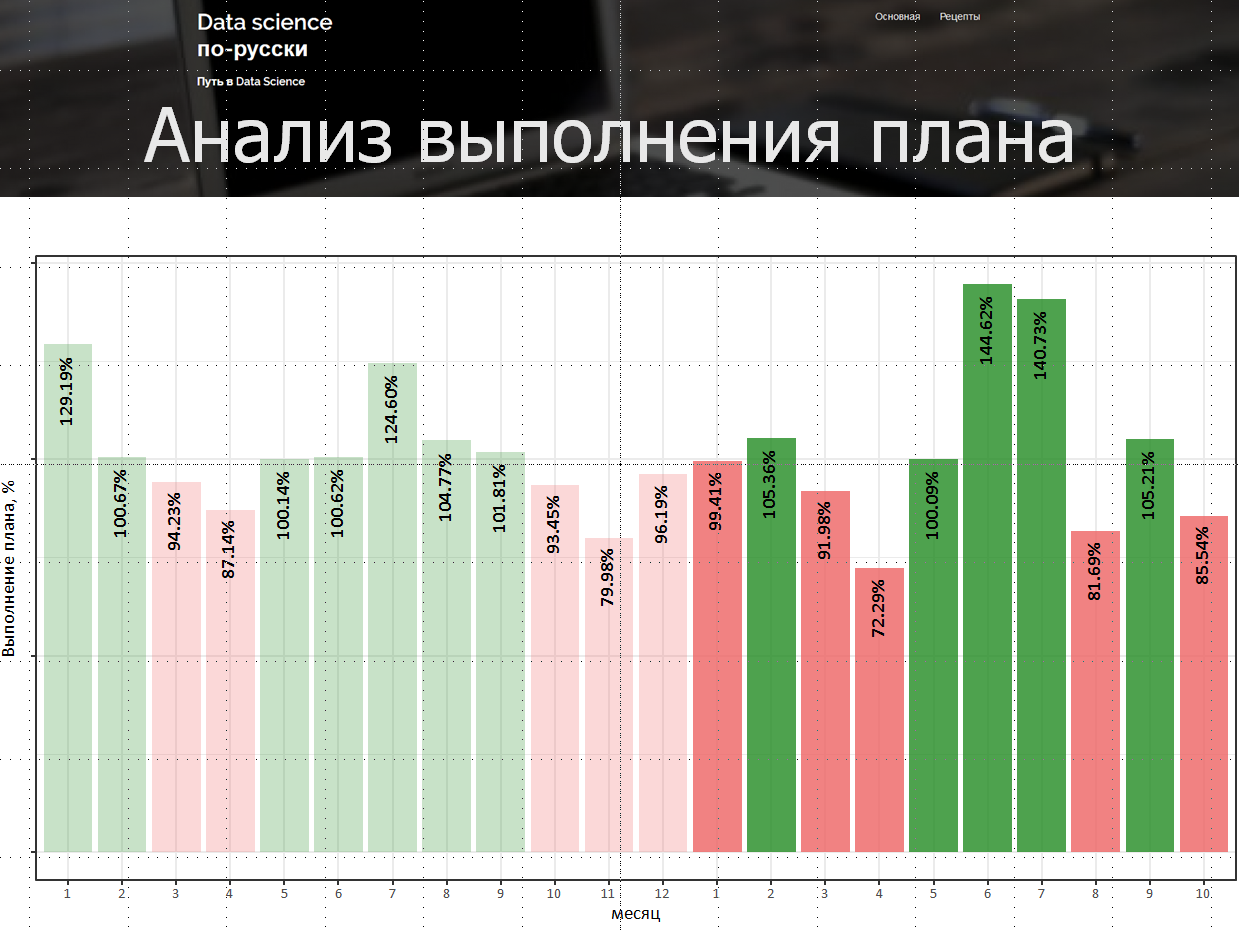 Data science
по-русски
Основная Рецепты
Путь в Data Science
Анализ выполнения плана
Выполнение плана, %
129.19%
100.67%
94.23%
87.14%
100.14%
100.62%
124.60%
104.77%
101.81%
93.45%
79.98%
96.19%
99.41%
105.36%
91.98%
72.29%
100.09%
144.62%
140.73%
81.69%
105.21%
85.54%
1 2 3 4 5 6 7 8 9 10 11 12 1 2 3 4 5 6 7 8 9 10
месяц